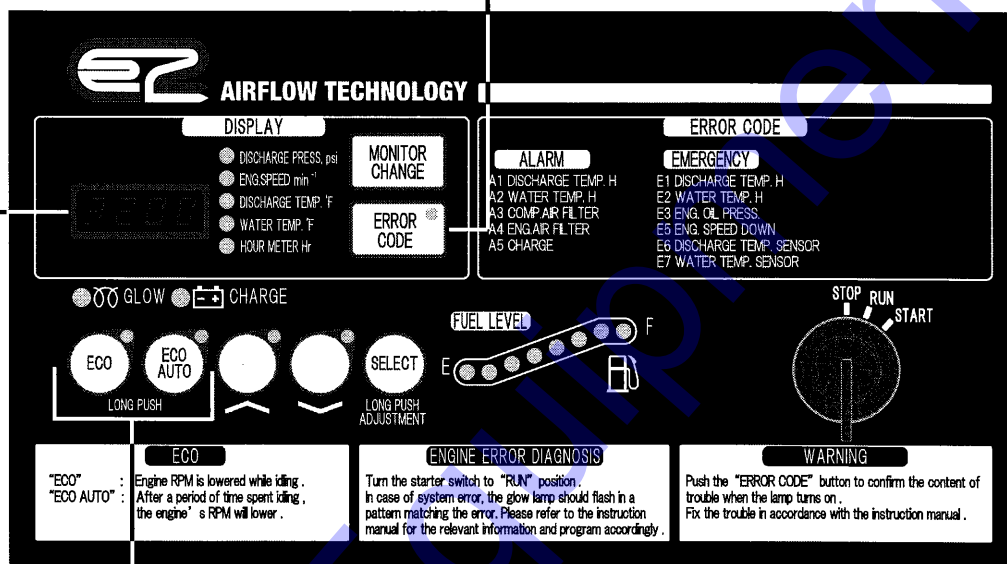 AIRFLOW TECHNOLOGY
DISPLAY
DISCHARGE PRESS, psi
ENG.SPEED min⁻¹
DISCHARGE TEMP. °F
WATER TEMP. °F
HOUR METER Hr
MONITOR
CHANGE
ERROR
CODE
ERROR CODE
ALARM
A1 DISCHARGE TEMP. H
A2 WATER TEMP. H
A3 COMP.AIR FILTER
A4 ENG.AIR FILTER
A5 CHARGE
EMERGENCY
E1 DISCHARGE TEMP. H
E2 WATER TEMP. H
E3 ENG. OIL PRESS.
E5 ENG. SPEED DOWN
E6 DISCHARGE TEMP. SENSOR
E7 WATER TEMP. SENSOR
GLOW
- +
CHARGE
ECO
ECO
AUTO
LONG PUSH
SELECT
LONG PUSH
ADJUSTMENT
FUEL LEVEL
E
F
STOP
RUN
START
ECO
"ECO" : Engine RPM is lowered while idling .
"ECO AUTO" : After a period of time spent idling ,
the engine' s RPM will lower .
ENGINE ERROR DIAGNOSIS
Turn the starter switch to "RUN" position .
In case of system error, the glow lamp should flash in a
pattern matching the error. Please refer to the instruction
manual for the relevant information and program accordingly .
WARNING
Push the "ERROR CODE" button to confirm the content of
trouble when the lamp turns on .
Fix the trouble in accordance with the instruction manual .